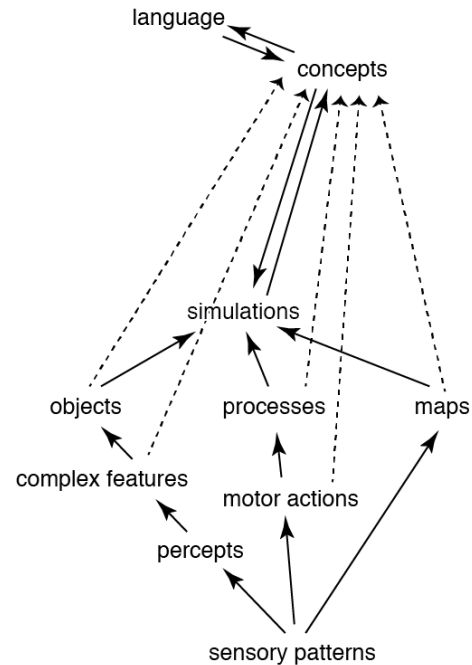 language
concepts
simulations
objects
processes
maps
complex features
motor actions
percepts
sensory patterns